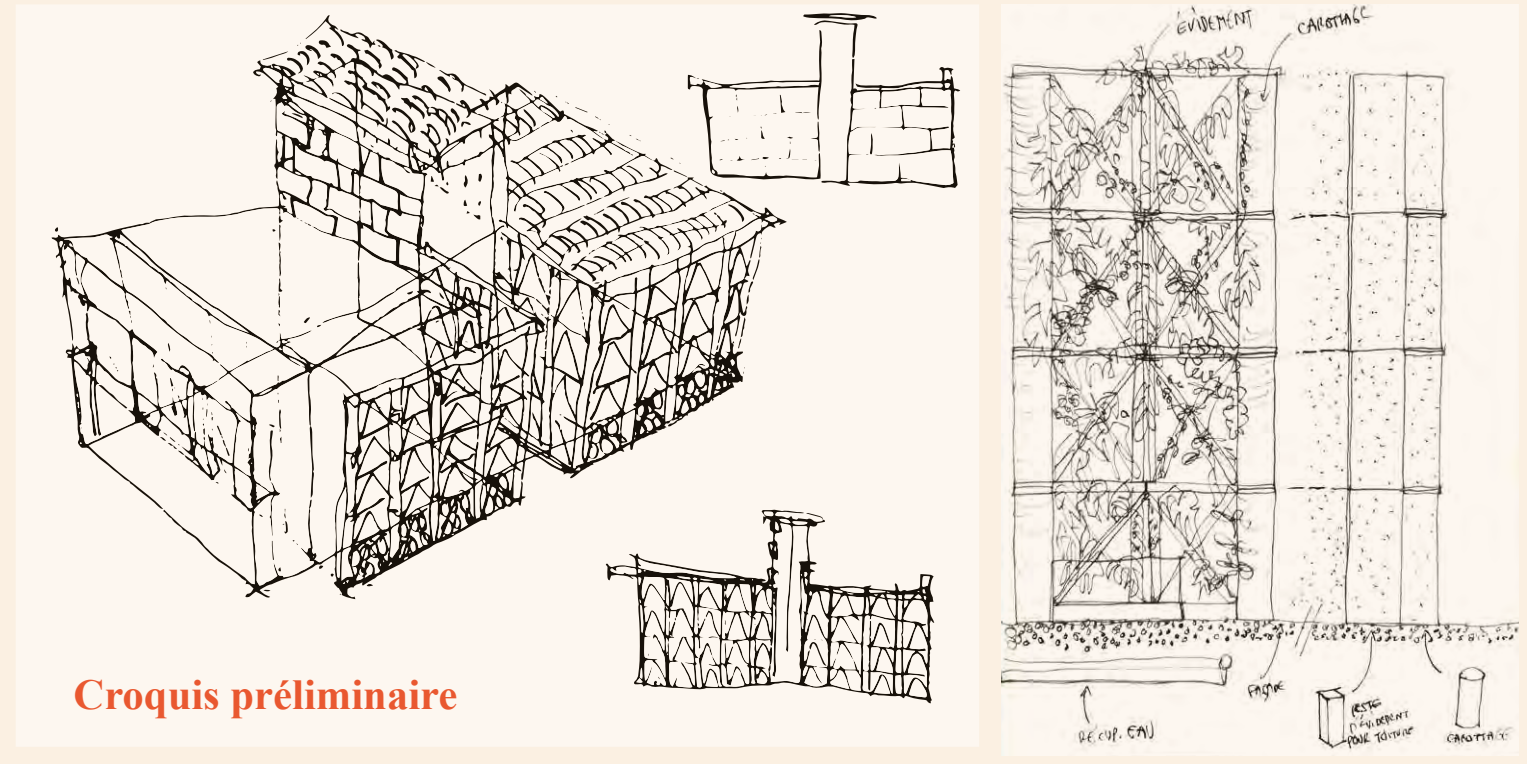 ÉVIDEMENT
CAROTTAGE
Croquis préliminaire
RÉCUP. EAU
FAÇADE
RESTE
D'ÉVIDEMENT
POUR TOITURE
CAROTTAGE